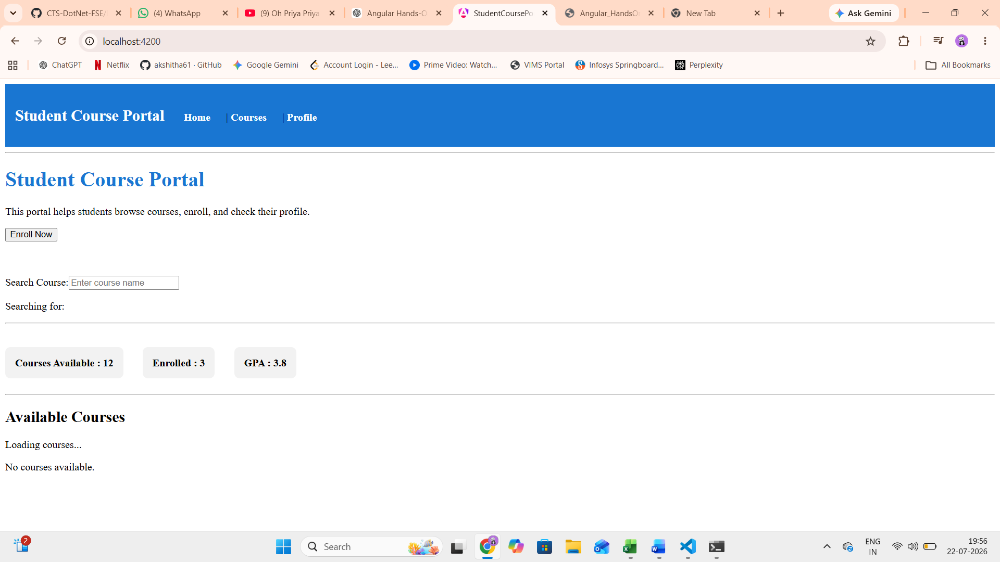 CTS-DotNet-FSE/
(4) WhatsApp
(9) Oh Priya Priya
Angular Hands-O
StudentCoursePo
Angular_HandsOn
New Tab
Ask Gemini
localhost:4200
ChatGPT
Netflix
akshitha61 · GitHub
Google Gemini
Account Login - Lee...
Prime Video: Watch...
VIMS Portal
Infosys Springboard...
Perplexity
All Bookmarks
Student Course Portal
Home | Courses | Profile
Student Course Portal
This portal helps students browse courses, enroll, and check their profile.
Enroll Now
Search Course: Enter course name
Searching for:
Courses Available : 12
Enrolled : 3
GPA : 3.8
Available Courses
Loading courses...
No courses available.
2
Search
ENG
IN
19:56
22-07-2026